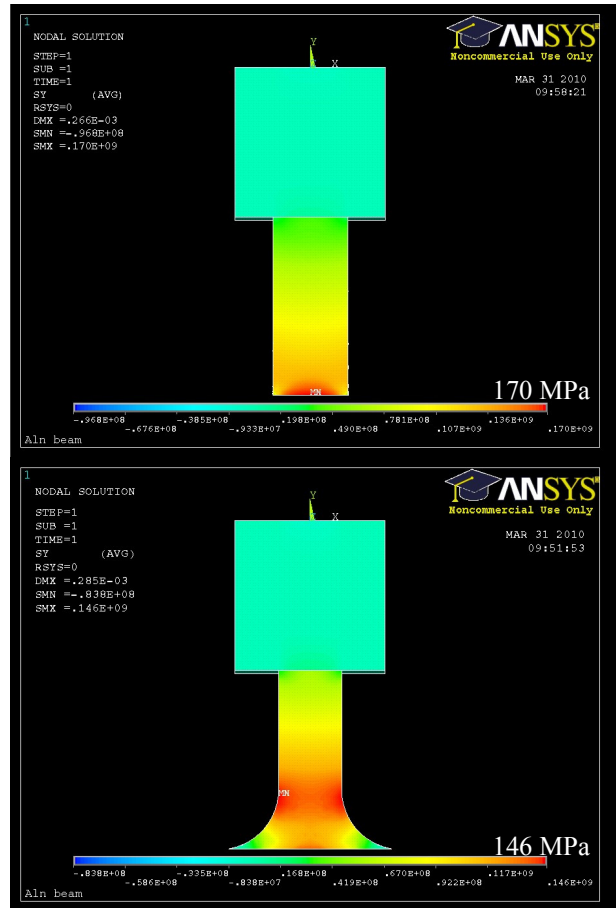 1
NODAL SOLUTION
STEP=1
SUB =1
TIME=1
SY (AVG)
RSYS=0
DMX =.266E-03
SMN =-.968E+08
SMX =.170E+09
ANSYS
Noncommercial Use Only
MAR 31 2010
09:58:21
Y
X
MN
170 MPa
-.968E+08 -.385E+08 .198E+08 .781E+08 .136E+09
-.676E+08 -.933E+07 .490E+08 .107E+09 .170E+09
Aln beam
1
NODAL SOLUTION
STEP=1
SUB =1
TIME=1
SY (AVG)
RSYS=0
DMX =.285E-03
SMN =-.838E+08
SMX =.146E+09
ANSYS
Noncommercial Use Only
MAR 31 2010
09:51:53
Y
X
MN
146 MPa
-.838E+08 -.335E+08 .168E+08 .670E+08 .117E+09
-.586E+08 -.838E+07 .419E+08 .922E+08 .146E+09
Aln beam